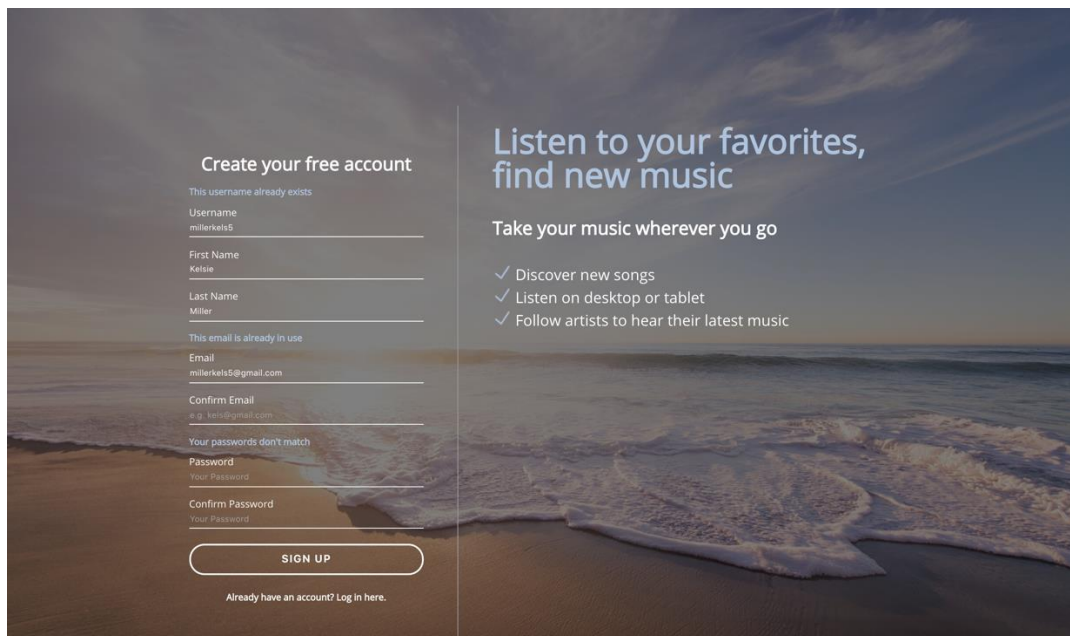 Create your free account
This username already exists
Username
millerkels5
First Name
Kelsie
Last Name
Miller
This email is already in use
Email
millerkels5@gmail.com
Confirm Email
e.g. kels@gmail.com
Your passwords don't match
Password
Your Password
Confirm Password
Your Password
SIGN UP
Already have an account? Log in here.
Listen to your favorites,
find new music
Take your music wherever you go
Discover new songs
Listen on desktop or tablet
Follow artists to hear their latest music